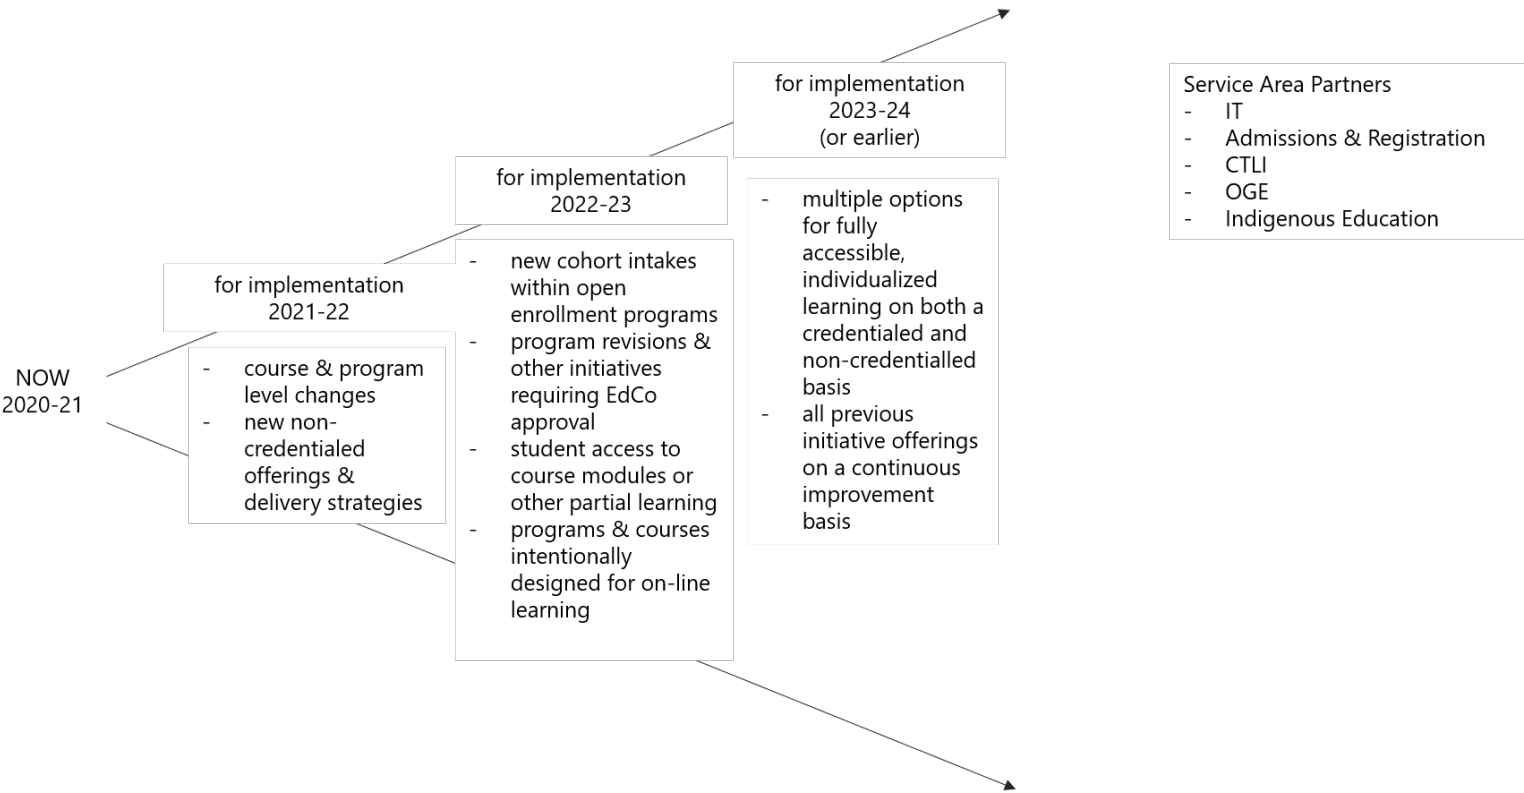 NOW
2020-21
for implementation
2021-22
- course & program
level changes
- new non-
credentialed
offerings &
delivery strategies
for implementation
2022-23
- new cohort intakes
within open
enrollment programs
- program revisions &
other initiatives
requiring EdCo
approval
- student access to
course modules or
other partial learning
- programs & courses
intentionally
designed for on-line
learning
for implementation
2023-24
(or earlier)
- multiple options
for fully
accessible,
individualized
learning on both a
credentialed and
non-credentialled
basis
- all previous
initiative offerings
on a continuous
improvement
basis
Service Area Partners
- IT
- Admissions & Registration
- CTLI
- OGE
- Indigenous Education